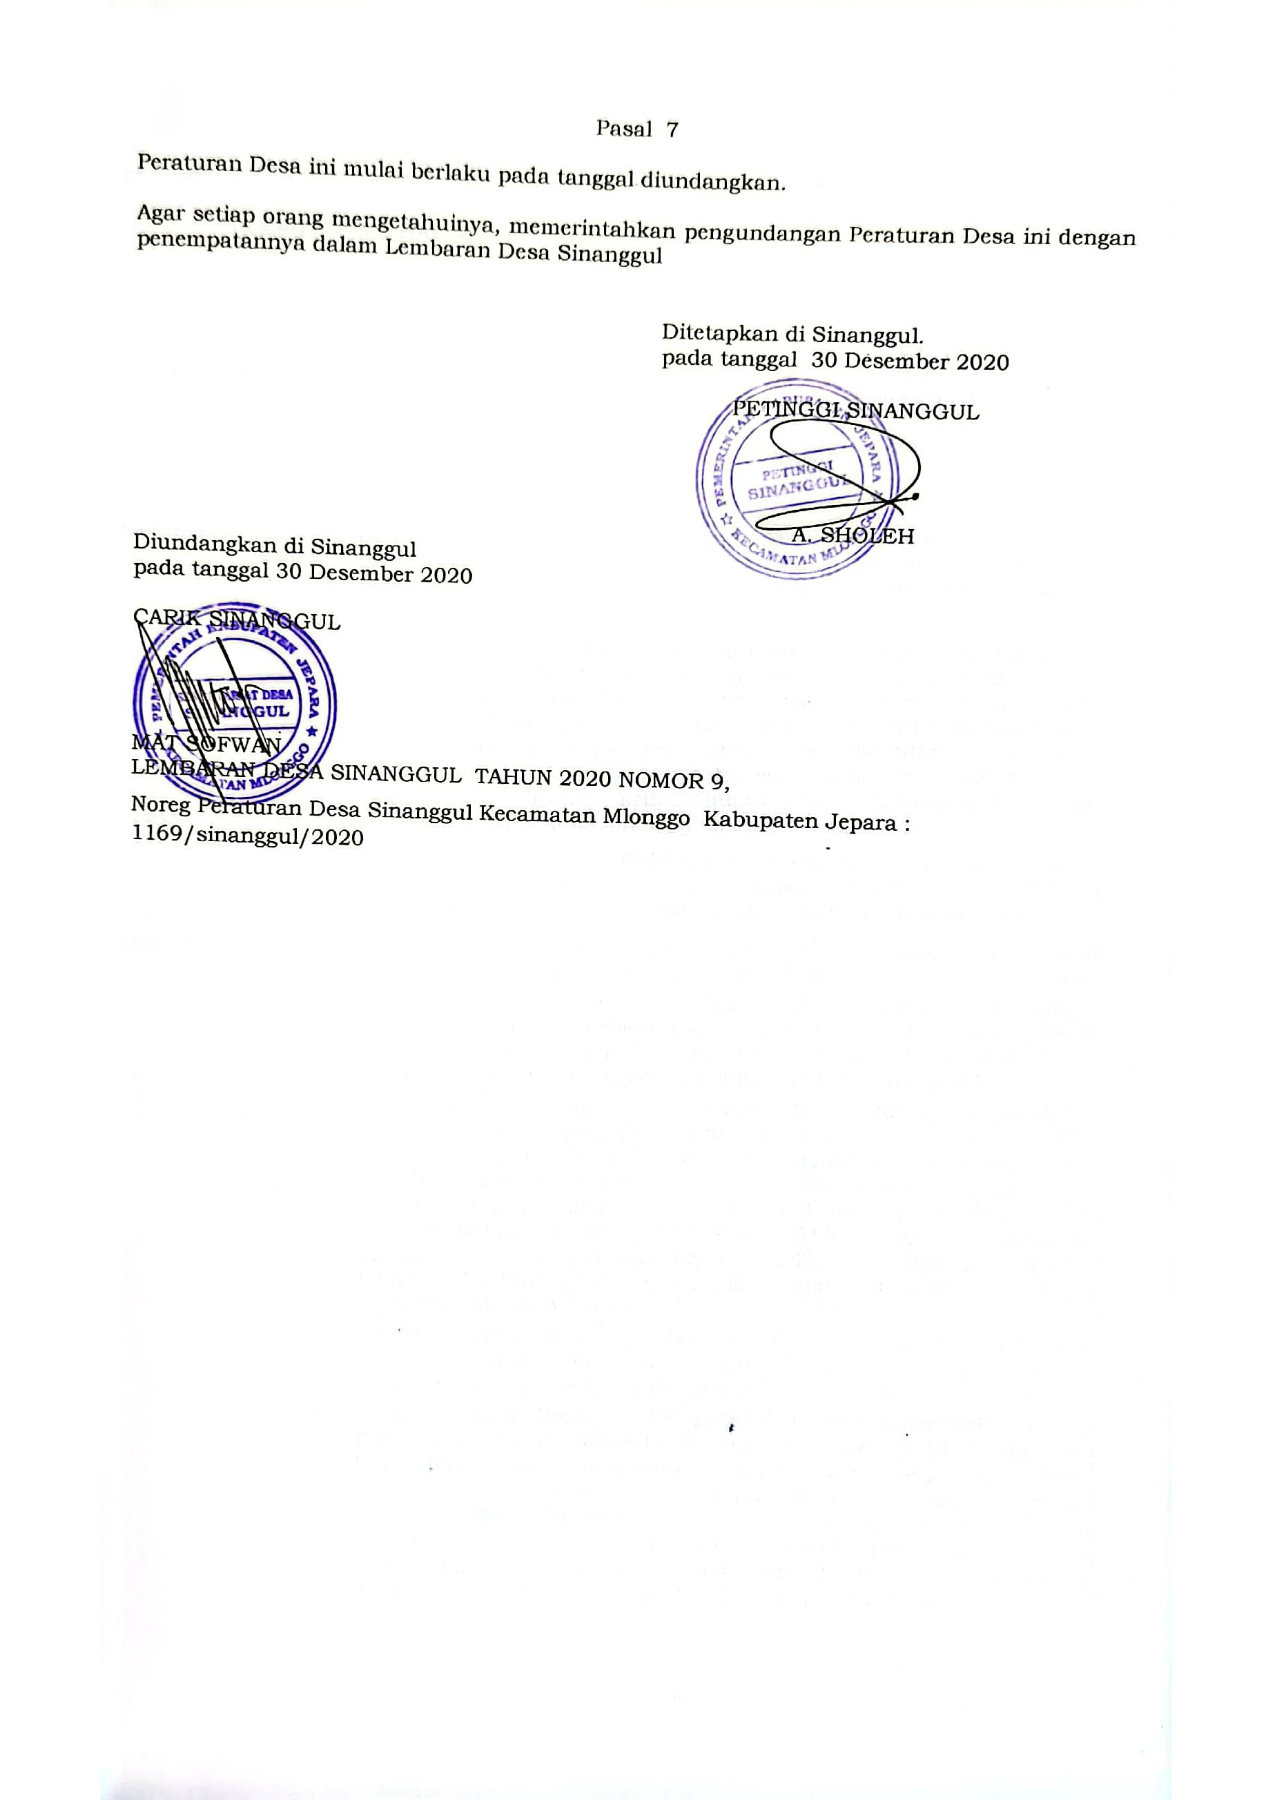 Pasal 7
Peraturan Desa ini mulai berlaku pada tanggal diundangkan.
Agar setiap orang mengetahuinya, memerintahkan pengundangan Peraturan Desa ini dengan
penempatannya dalam Lembaran Desa Sinanggul
Ditetapkan di Sinanggul.
pada tanggal 30 Desember 2020
PETINGGI SINANGGUL
PEMERINTAH KABUPATEN JEPARA
PETINGGI
SINANGGUL
KECAMATAN MLONGGO
A. SHOLEH
Diundangkan di Sinanggul
pada tanggal 30 Desember 2020
CARIK SINANGGUL
PEMERINTAH KABUPATEN JEPARA
DESA
MLONGGO
MAT SOFWAN
LEMBARAN DESA SINANGGUL TAHUN 2020 NOMOR 9,
Noreg Peraturan Desa Sinanggul Kecamatan Mlonggo Kabupaten Jepara :
1169/sinanggul/2020